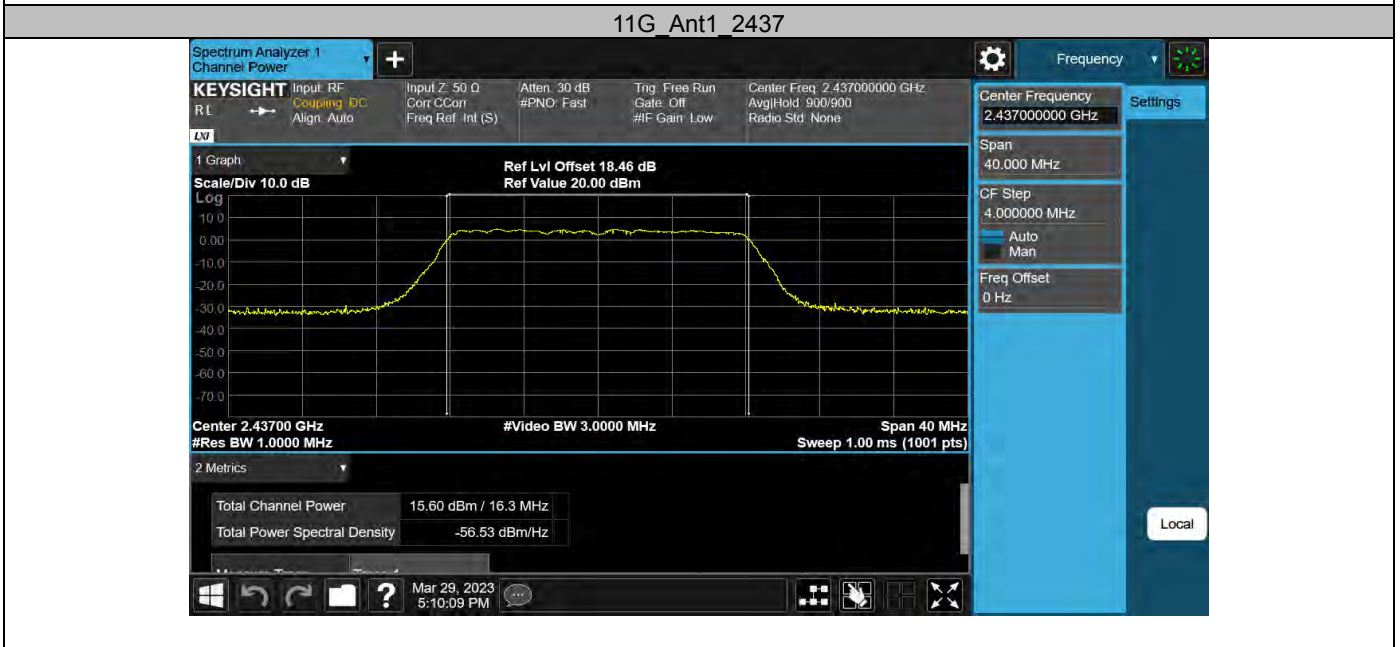 11G_Ant1_2437
Spectrum Analyzer 1
Channel Power
+
Frequency
KEYSIGHT
RL
LXI
Input: RF
Coupling: DC
Align: Auto
Input Z: 50 Ω
Corr CCorr
Freq Ref: Int (S)
Atten: 30 dB
#PNO: Fast
Trig: Free Run
Gate: Off
#IF Gain: Low
Center Freq: 2.437000000 GHz
Avg|Hold: 900/900
Radio Std: None
Center Frequency
2.437000000 GHz
Settings
Span
40.000 MHz
CF Step
4.000000 MHz
Auto
Man
Freq Offset
0 Hz
Local
1 Graph
Scale/Div 10.0 dB
Ref Lvl Offset 18.46 dB
Ref Value 20.00 dBm
Log
10.0
0.00
-10.0
-20.0
-30.0
-40.0
-50.0
-60.0
-70.0
Center 2.43700 GHz
#Video BW 3.0000 MHz
Span 40 MHz
#Res BW 1.0000 MHz
Sweep 1.00 ms (1001 pts)
2 Metrics
Total Channel Power 15.60 dBm / 16.3 MHz
Total Power Spectral Density -56.53 dBm/Hz
?
Mar 29, 2023
5:10:09 PM